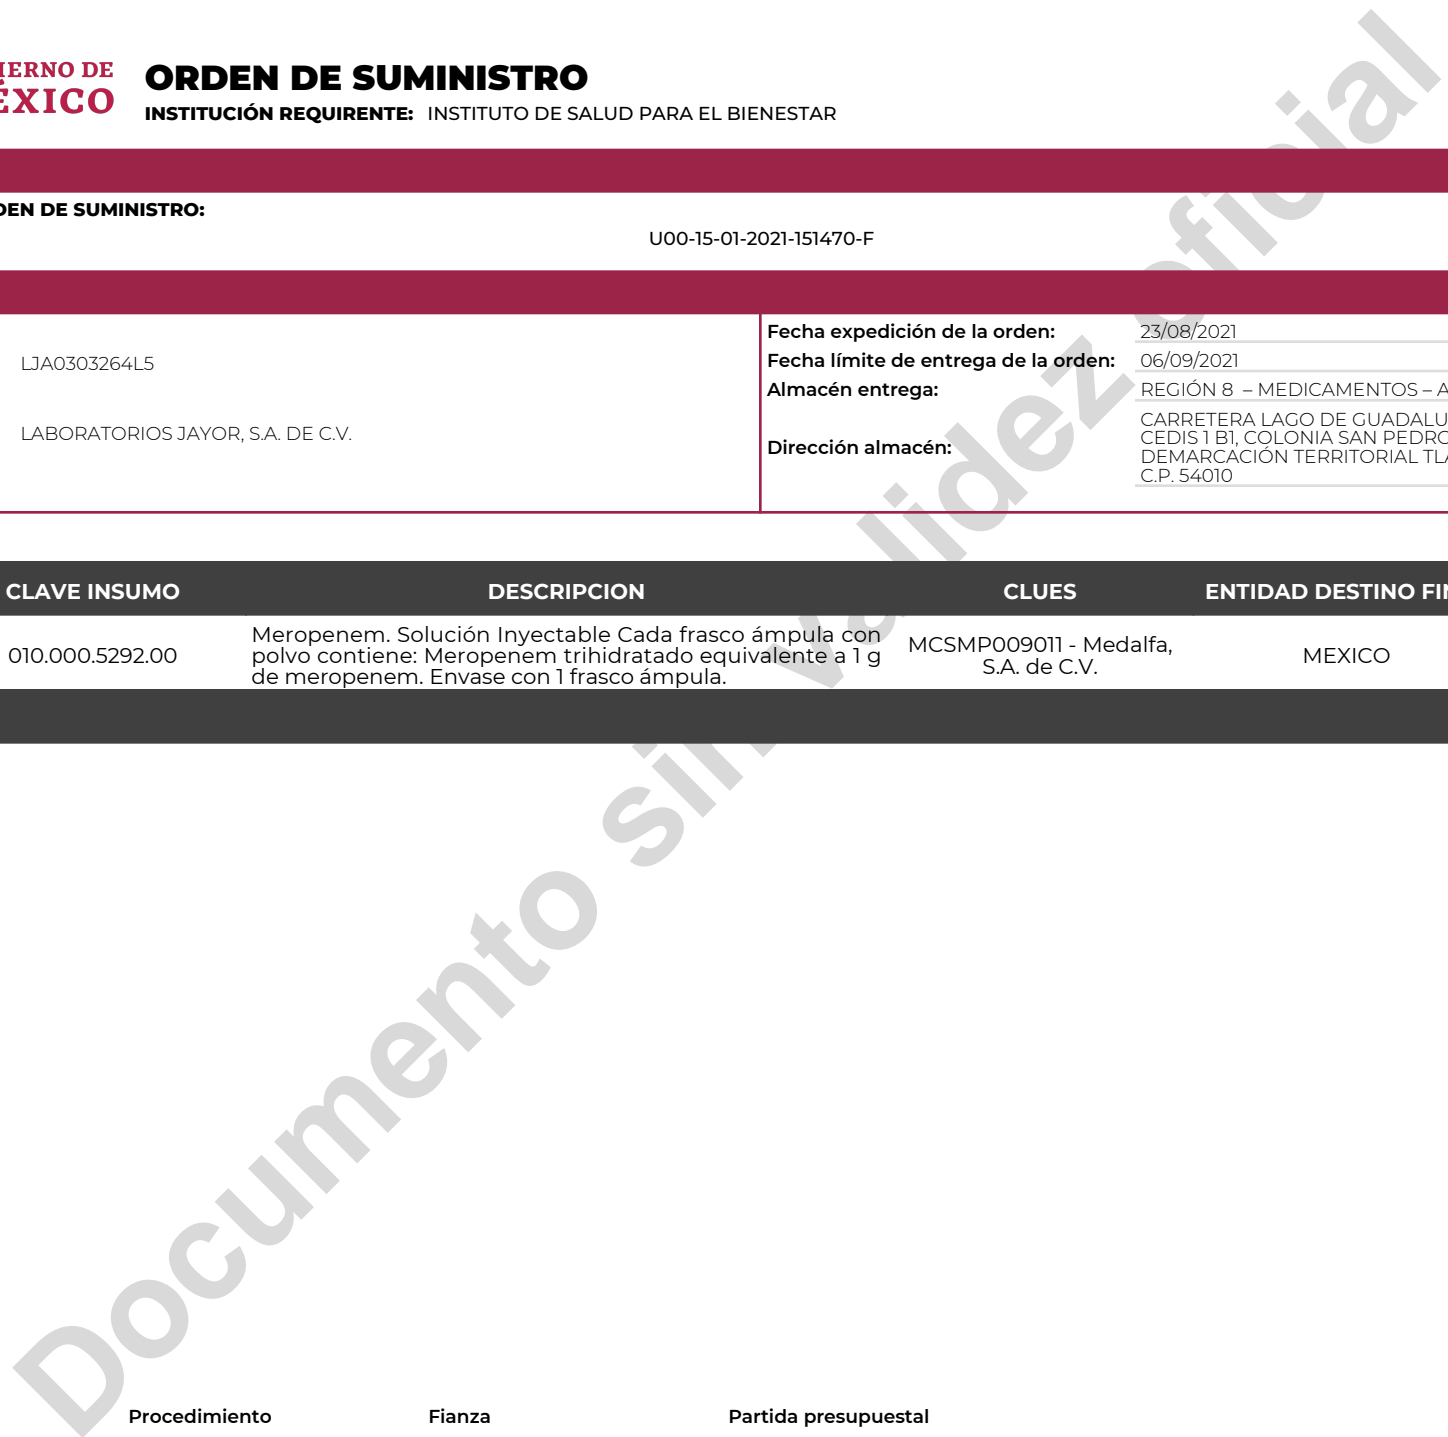 IERNO DE
ÉXICO
ORDEN DE SUMINISTRO
INSTITUCIÓN REQUIRENTE: INSTITUTO DE SALUD PARA EL BIENESTAR
DEN DE SUMINISTRO:
U00-15-01-2021-151470-F
LJA0303264L5
LABORATORIOS JAYOR, S.A. DE C.V.
Fecha expedición de la orden: 23/08/2021
Fecha límite de entrega de la orden: 06/09/2021
Almacén entrega: REGIÓN 8 – MEDICAMENTOS – A
Dirección almacén:
CARRETERA LAGO DE GUADALU
CEDIS 1 B1, COLONIA SAN PEDRO
DEMARCACIÓN TERRITORIAL TLA
C.P. 54010
CLAVE INSUMO DESCRIPCION CLUES ENTIDAD DESTINO FIN
010.000.5292.00
Meropenem. Solución Inyectable Cada frasco ámpula con
polvo contiene: Meropenem trihidratado equivalente a 1 g
de meropenem. Envase con 1 frasco ámpula.
MCSMP009011 - Medalfa,
S.A. de C.V.
MEXICO
Documento sin validez oficial
Procedimiento Fianza Partida presupuestal